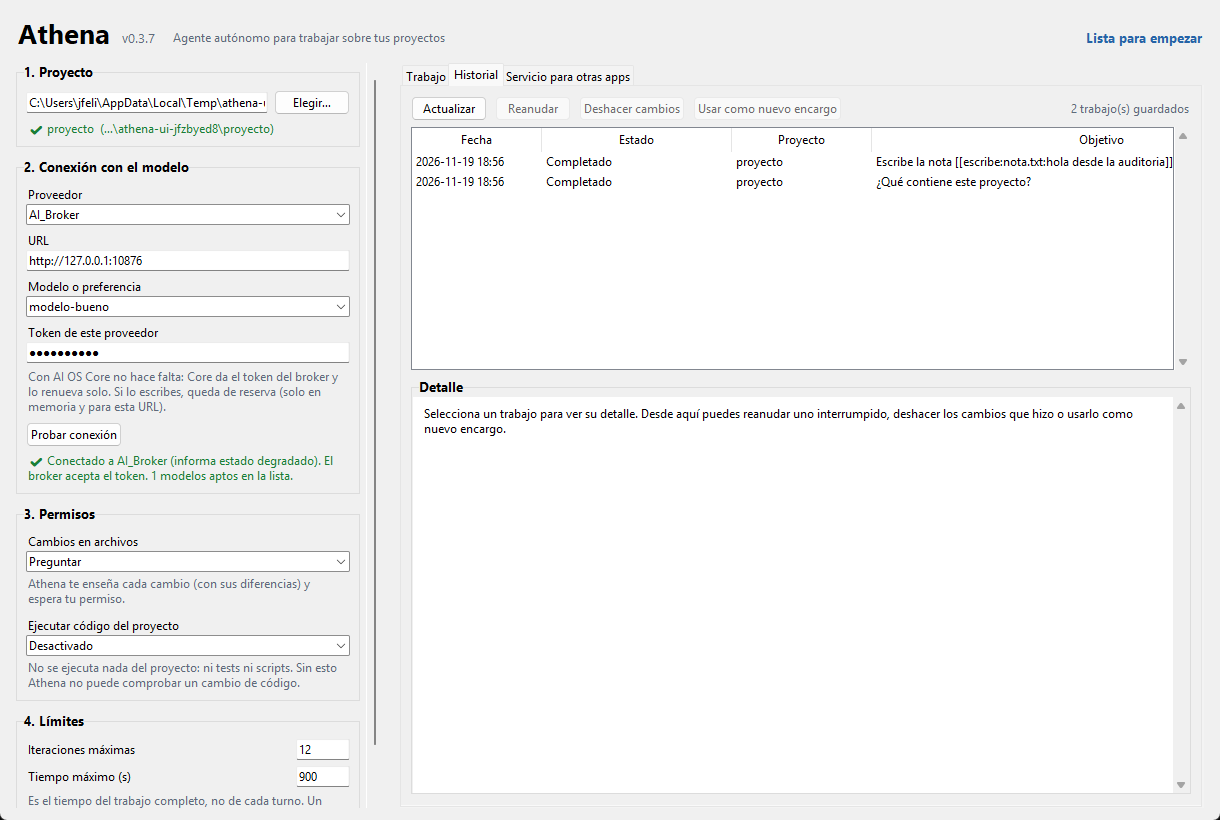 Athena v0.3.7 Agente autónomo para trabajar sobre tus proyectos
Lista para empezar
1. Proyecto
C:\Users\jfeli\AppData\Local\Temp\athena-
Elegir...
proyecto (...\athena-ui-jfzbyed8\proyecto)
2. Conexión con el modelo
Proveedor
AI_Broker
URL
http://127.0.0.1:10876
Modelo o preferencia
modelo-bueno
Token de este proveedor
●●●●●●●●●●
Con AI OS Core no hace falta: Core da el token del broker y
lo renueva solo. Si lo escribes, queda de reserva (solo en
memoria y para esta URL).
Probar conexión
Conectado a AI_Broker (informa estado degradado). El
broker acepta el token. 1 modelos aptos en la lista.
3. Permisos
Cambios en archivos
Preguntar
Athena te enseña cada cambio (con sus diferencias) y
espera tu permiso.
Ejecutar código del proyecto
Desactivado
No se ejecuta nada del proyecto: ni tests ni scripts. Sin esto
Athena no puede comprobar un cambio de código.
4. Límites
Iteraciones máximas 12
Tiempo máximo (s) 900
Es el tiempo del trabajo completo, no de cada turno. Un
Trabajo Historial Servicio para otras apps
Actualizar Reanudar Deshacer cambios Usar como nuevo encargo 2 trabajo(s) guardados
Fecha Estado Proyecto Objetivo
2026-11-19 18:56 Completado proyecto Escribe la nota [[escribe:nota.txt:hola desde la auditoria]]
2026-11-19 18:56 Completado proyecto ¿Qué contiene este proyecto?
Detalle
Selecciona un trabajo para ver su detalle. Desde aquí puedes reanudar uno interrumpido, deshacer los cambios que hizo o usarlo como
nuevo encargo.